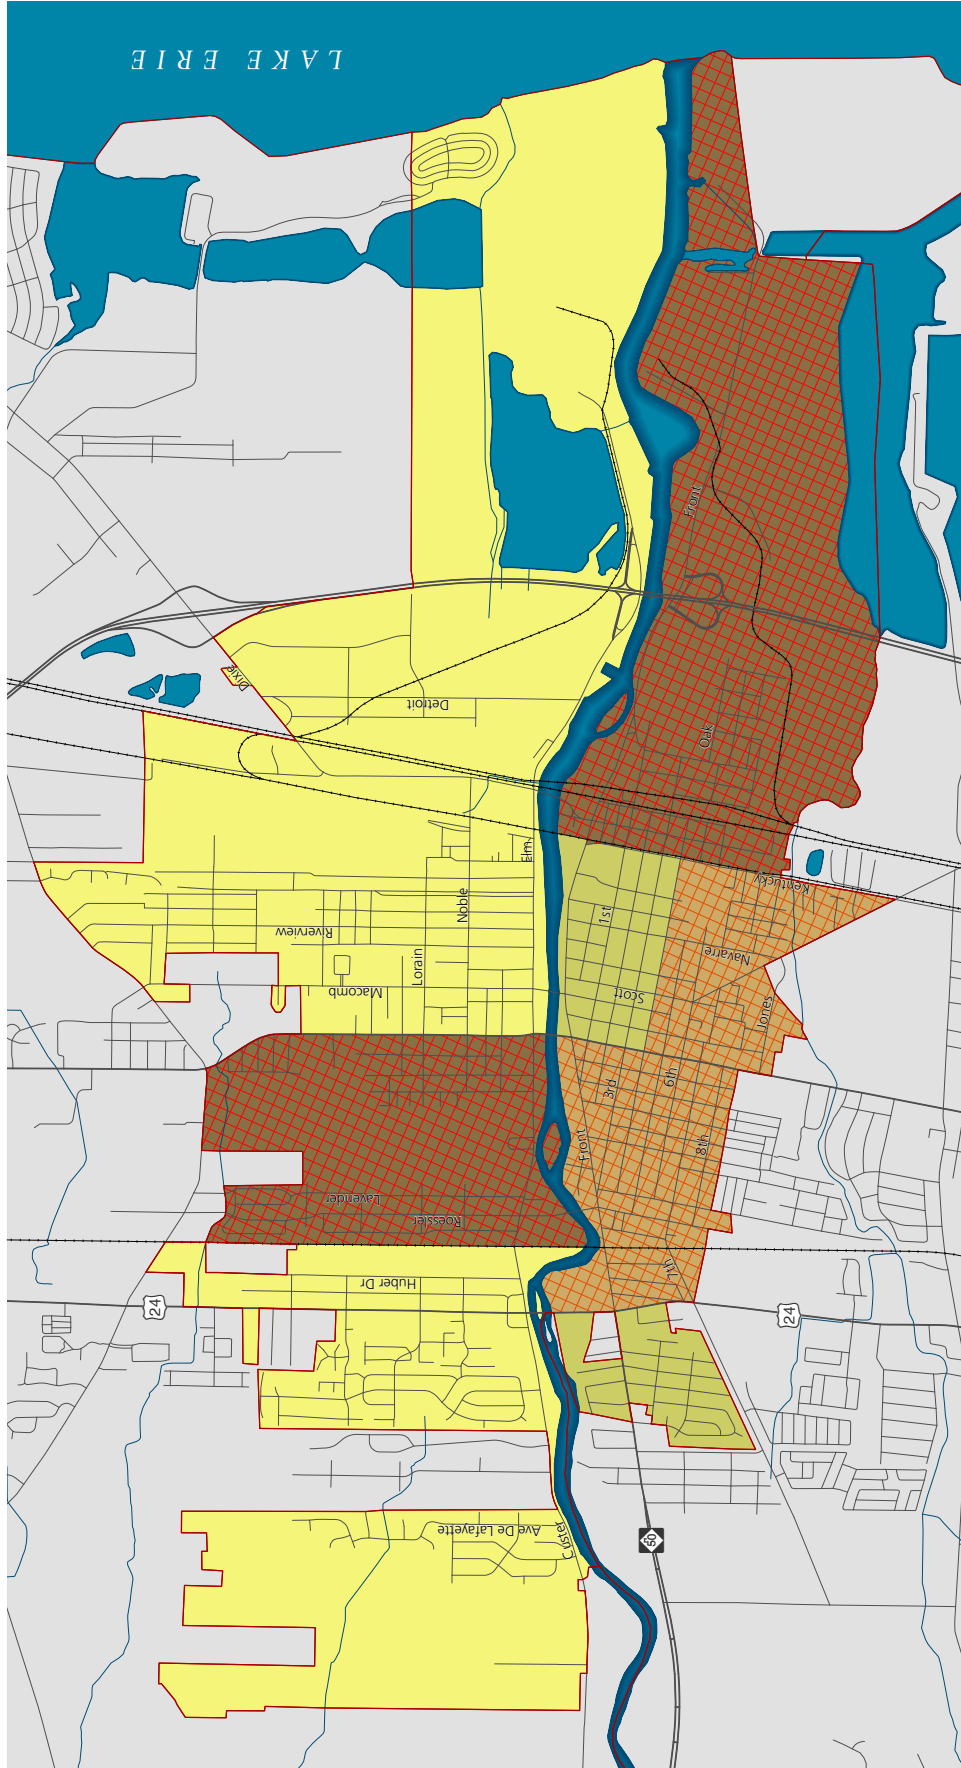 LAKE ERIE
Front
Dixie
Detroit
Oak
Elm
Kentucky
Noble
1st
Riverview
Navarre
Lorain
Macomb
Scott
Jones
3rd
6th
Front
8th
Lavender
Roessler
7th
Huber Dr
24
24
Ave De Lafayette
Custer
50